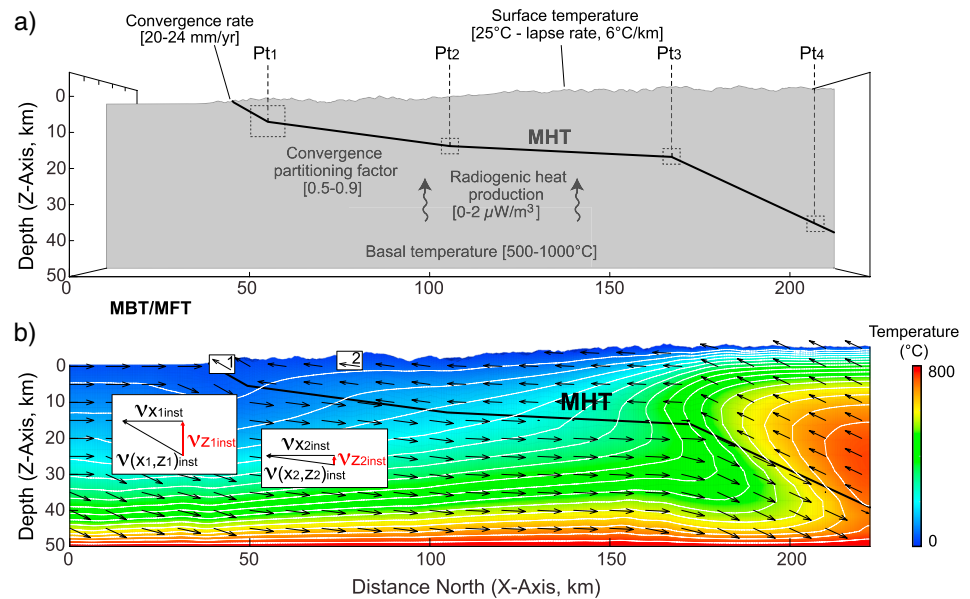 a)
Convergence rate
[20-24 mm/yr]
Surface temperature
[25°C - lapse rate, 6°C/km]
Pt1
Pt2
Pt3
Pt4
Depth (Z-Axis, km)
0
10
20
30
40
50
MHT
Convergence
partitioning factor
[0.5-0.9]
Radiogenic heat
production
[0-2 µW/m³]
Basal temperature [500-1000°C]
0
50
100
150
200
MBT/MFT
b)
Temperature
(°C)
800
0
1
2
MHT
Depth (Z-Axis, km)
0
10
20
30
40
50
vx1inst
vz1inst
v(x1,z1)inst
vx2inst
vz2inst
v(x2,z2)inst
0
50
100
150
200
Distance North (X-Axis, km)